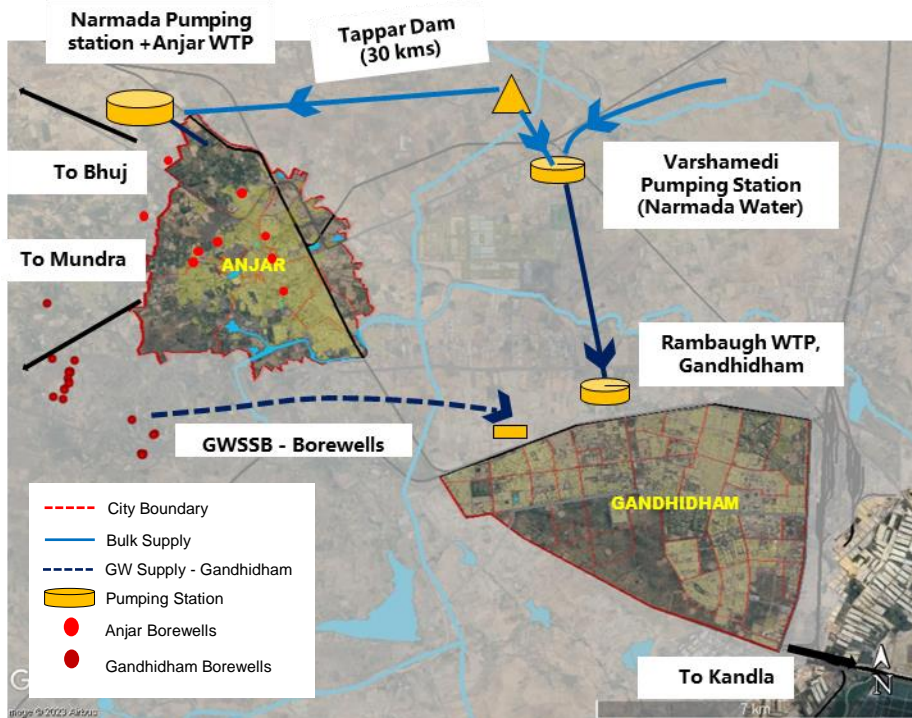 Narmada Pumping
station +Anjar WTP
Tappar Dam
(30 kms)
To Bhuj
Varshamedi
Pumping Station
(Narmada Water)
To Mundra
ANJAR
Rambaugh WTP,
Gandhidham
GWSSB - Borewells
GANDHIDHAM
City Boundary
Bulk Supply
GW Supply - Gandhidham
Pumping Station
Anjar Borewells
Gandhidham Borewells
To Kandla
N
7 km
G
mage © 2023 Airbus